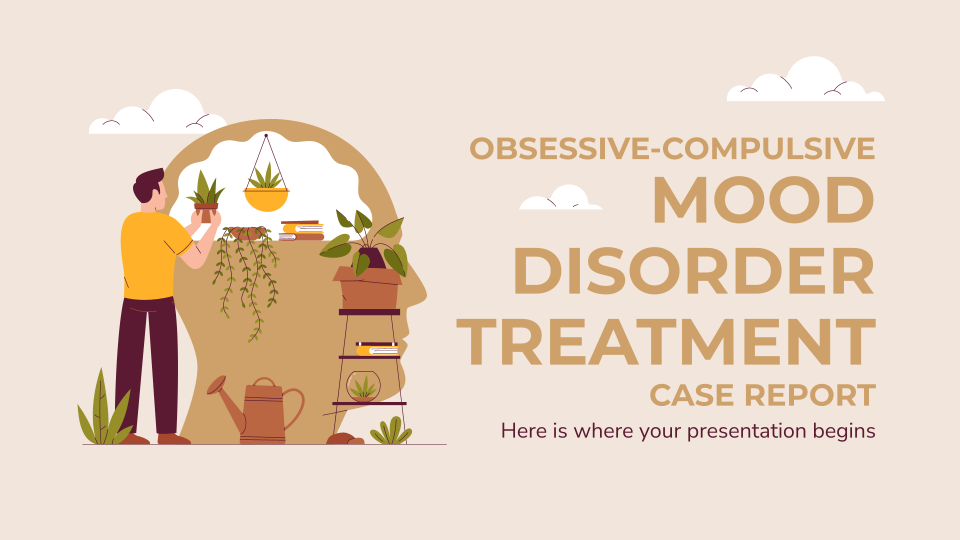 OBSESSIVE-COMPULSIVE
MOOD
DISORDER
TREATMENT
CASE REPORT
Here is where your presentation begins